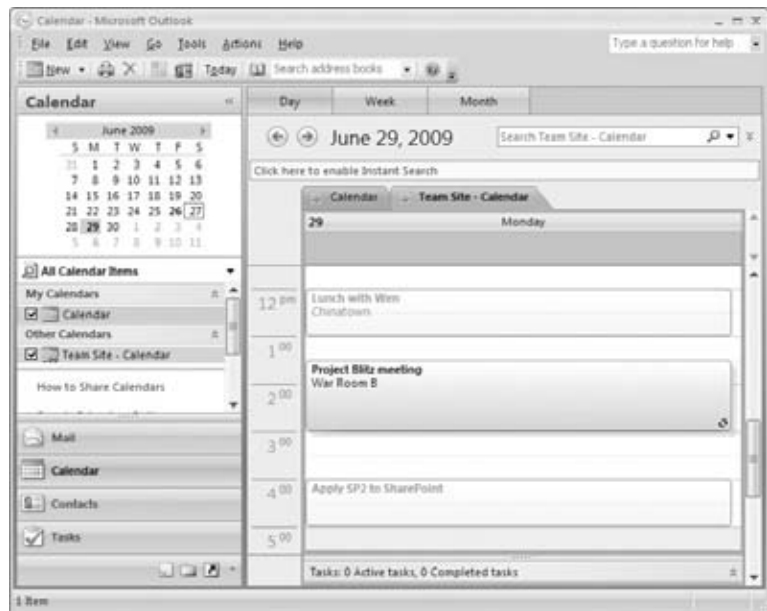 Calendar - Microsoft Outlook
File Edit View Go Tools Actions Help
Type a question for help
New Today Search address books
Calendar
Day Week Month
June 2009
S M T W T F S
31 1 2 3 4 5 6
7 8 9 10 11 12 13
14 15 16 17 18 19 20
21 22 23 24 25 26 27
28 29 30 1 2 3 4
5 6 7 8 9 10 11
June 29, 2009
Search Team Site - Calendar
Click here to enable Instant Search
Calendar Team Site - Calendar
29 Monday
All Calendar Items
My Calendars
Calendar
Other Calendars
Team Site - Calendar
How to Share Calendars
Mail
Calendar
Contacts
Tasks
12 pm
Lunch with Wen
Chinatown
1 00
Project Blitz meeting
War Room B
2 00
3 00
4 00
Apply SP2 to SharePoint
5 00
Tasks: 0 Active tasks, 0 Completed tasks
1 Item